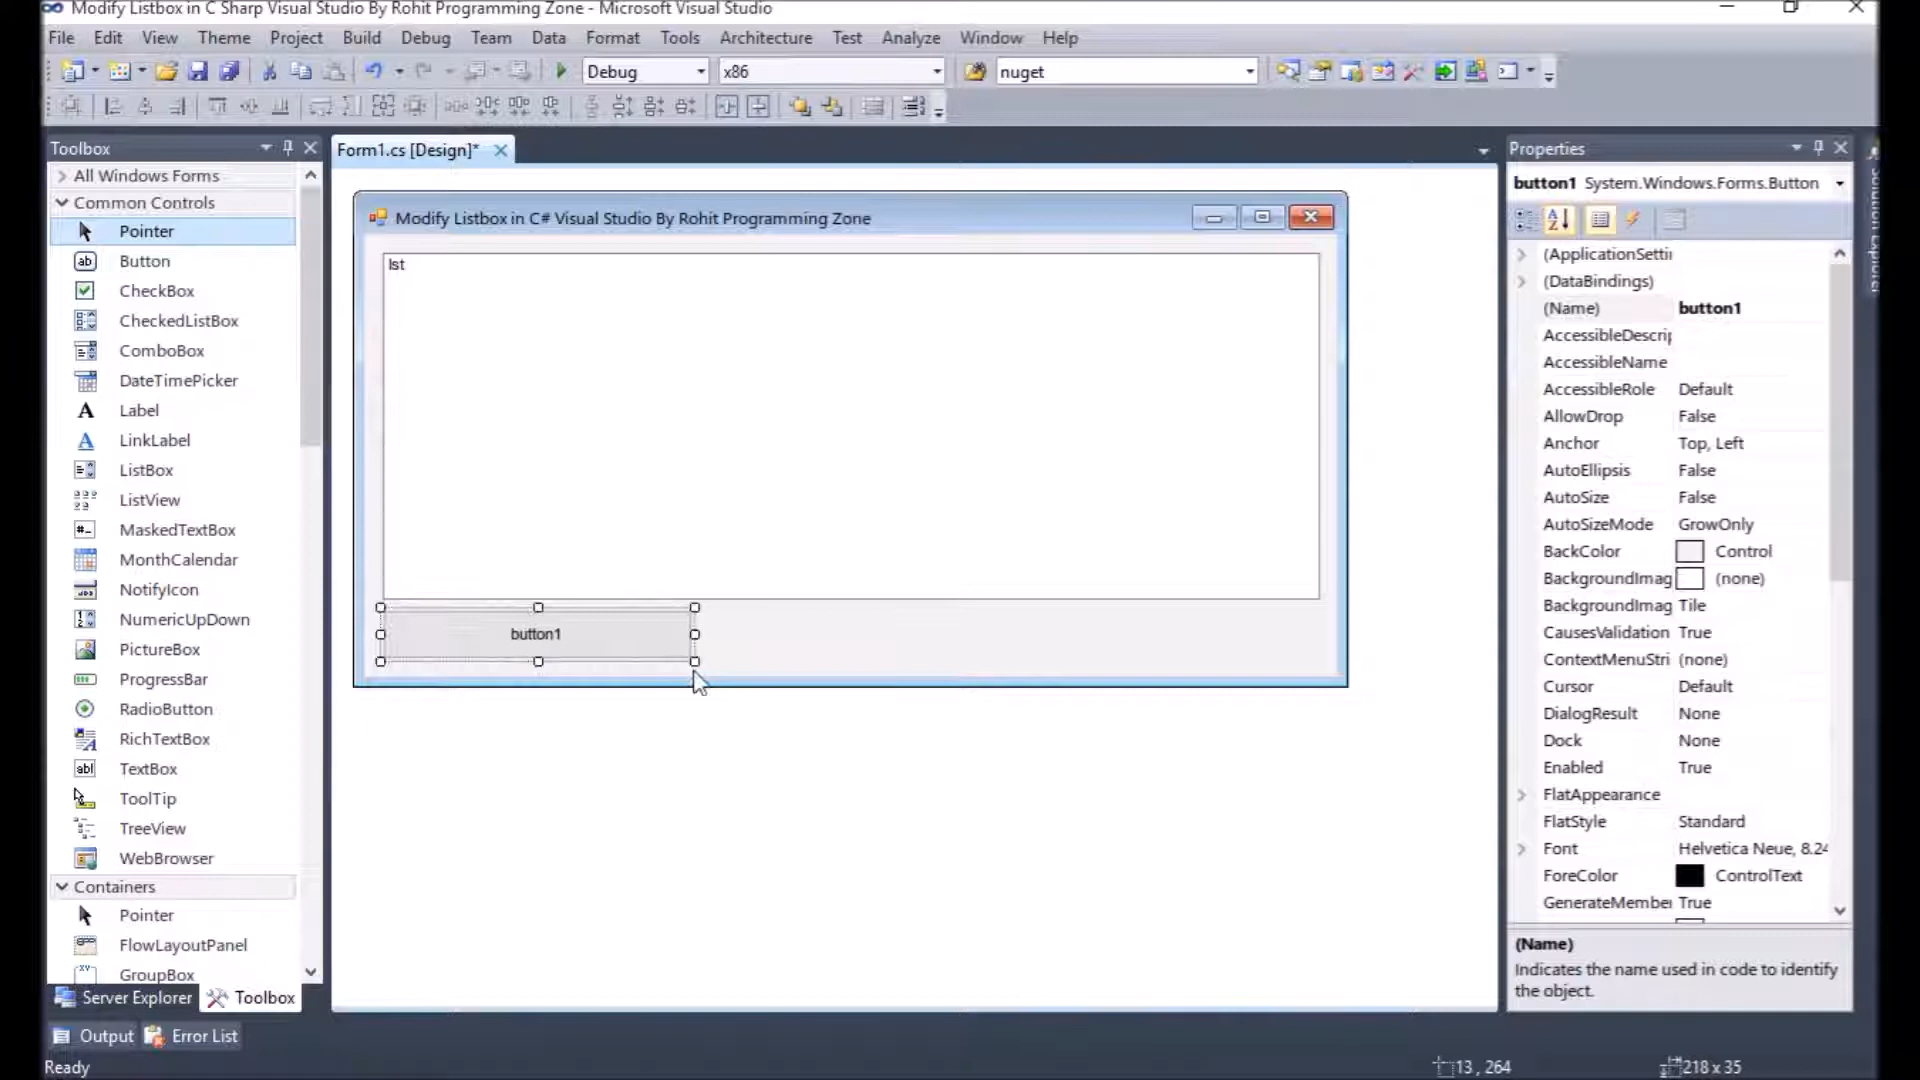 Modify Listbox in C Sharp Visual Studio By Rohit Programming Zone - Microsoft Visual Studio
File Edit View Theme Project Build Debug Team Data Format Tools Architecture Test Analyze Window Help
Debug x86 nuget
Toolbox
All Windows Forms
Common Controls
Pointer
Button
CheckBox
CheckedListBox
ComboBox
DateTimePicker
Label
LinkLabel
ListBox
ListView
MaskedTextBox
MonthCalendar
NotifyIcon
NumericUpDown
PictureBox
ProgressBar
RadioButton
RichTextBox
TextBox
ToolTip
TreeView
WebBrowser
Containers
Pointer
FlowLayoutPanel
GroupBox
Server Explorer Toolbox
Form1.cs [Design]*
Modify Listbox in C# Visual Studio By Rohit Programming Zone
lst
button1
Properties
button1 System.Windows.Forms.Button
(ApplicationSetti
(DataBindings)
(Name) button1
AccessibleDescrip
AccessibleName
AccessibleRole Default
AllowDrop False
Anchor Top, Left
AutoEllipsis False
AutoSize False
AutoSizeMode GrowOnly
BackColor Control
BackgroundImag (none)
BackgroundImag Tile
CausesValidation True
ContextMenuStri (none)
Cursor Default
DialogResult None
Dock None
Enabled True
FlatAppearance
FlatStyle Standard
Font Helvetica Neue, 8.24
ForeColor ControlText
GenerateMember True
(Name)
Indicates the name used in code to identify
the object.
Solution Explorer
Output Error List
Ready 13 , 264 218 x 35